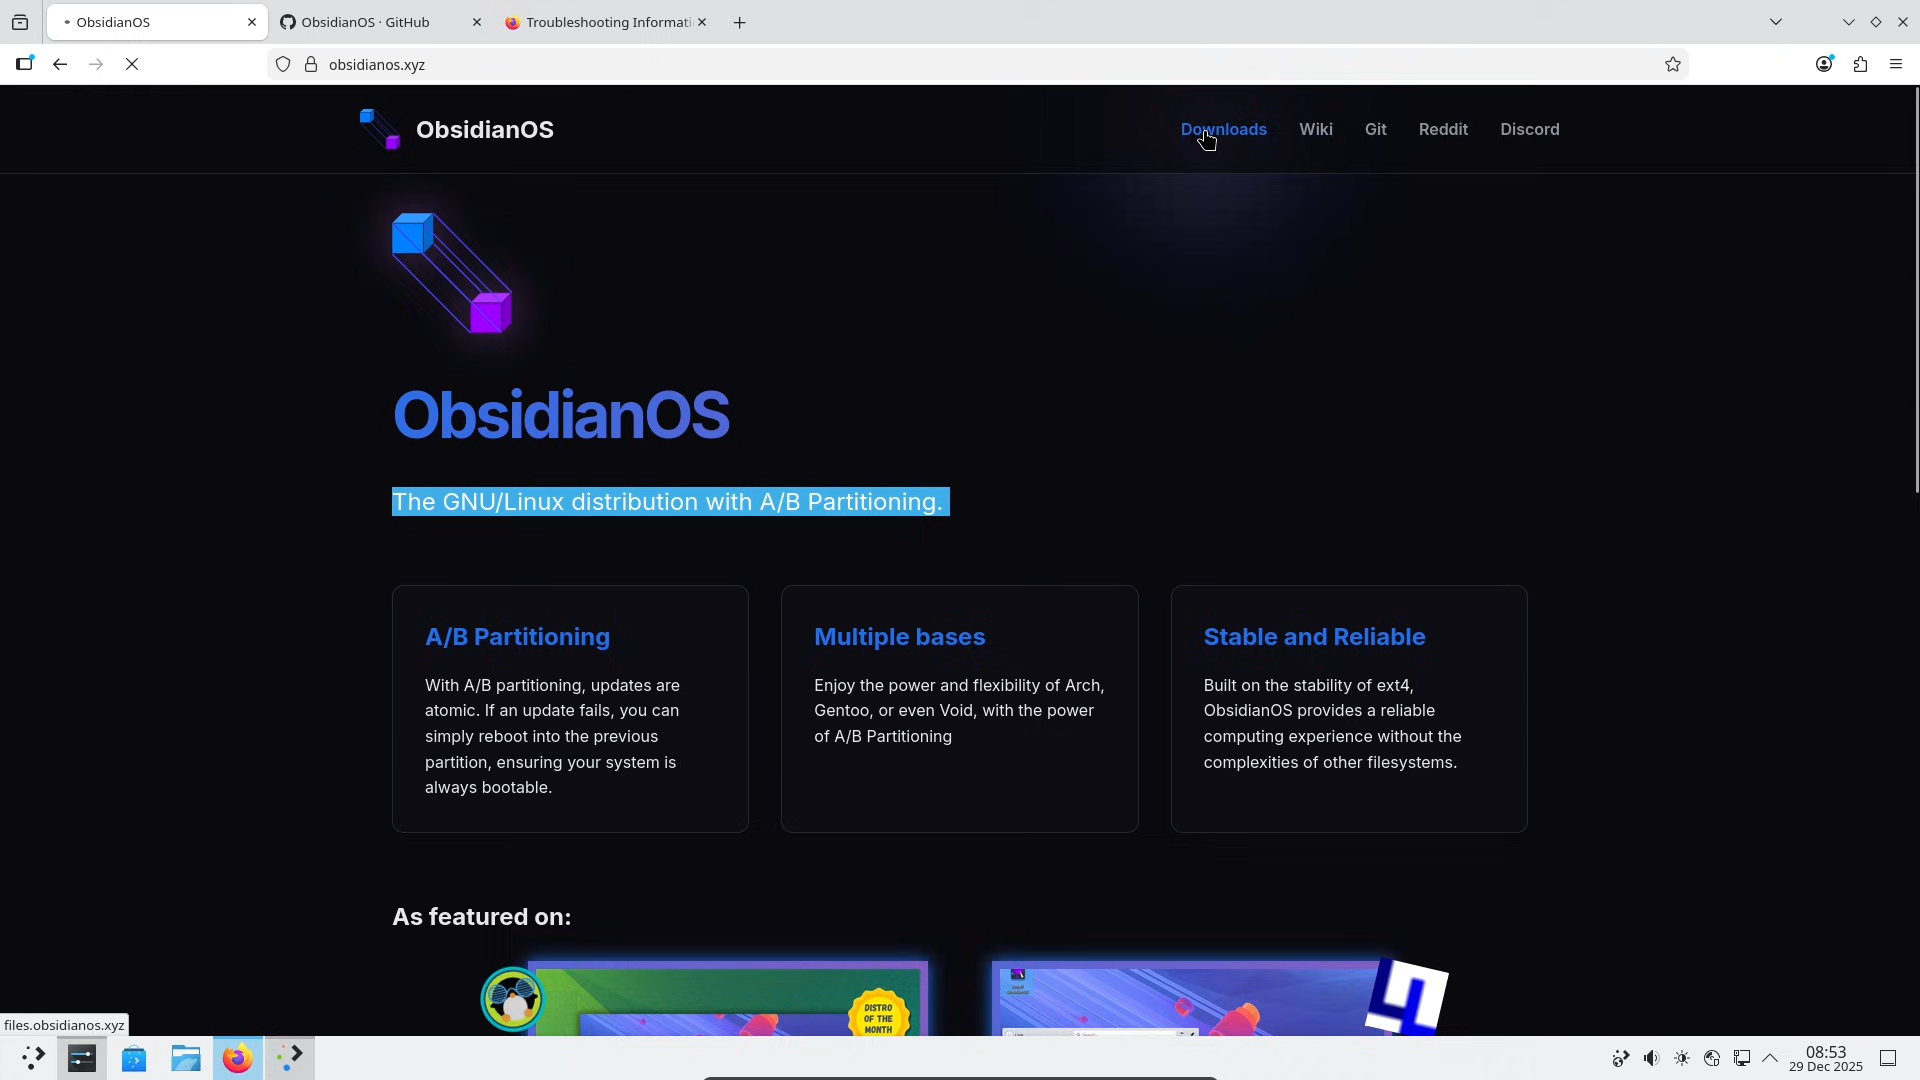 ObsidianOS
ObsidianOS · GitHub
Troubleshooting Informati
obsidianos.xyz
ObsidianOS
Downloads
Wiki
Git
Reddit
Discord
ObsidianOS
The GNU/Linux distribution with A/B Partitioning.
A/B Partitioning
With A/B partitioning, updates are
atomic. If an update fails, you can
simply reboot into the previous
partition, ensuring your system is
always bootable.
Multiple bases
Enjoy the power and flexibility of Arch,
Gentoo, or even Void, with the power
of A/B Partitioning
Stable and Reliable
Built on the stability of ext4,
ObsidianOS provides a reliable
computing experience without the
complexities of other filesystems.
As featured on:
DISTRO
OF THE
MONTH
files.obsidianos.xyz
08:53
29 Dec 2025